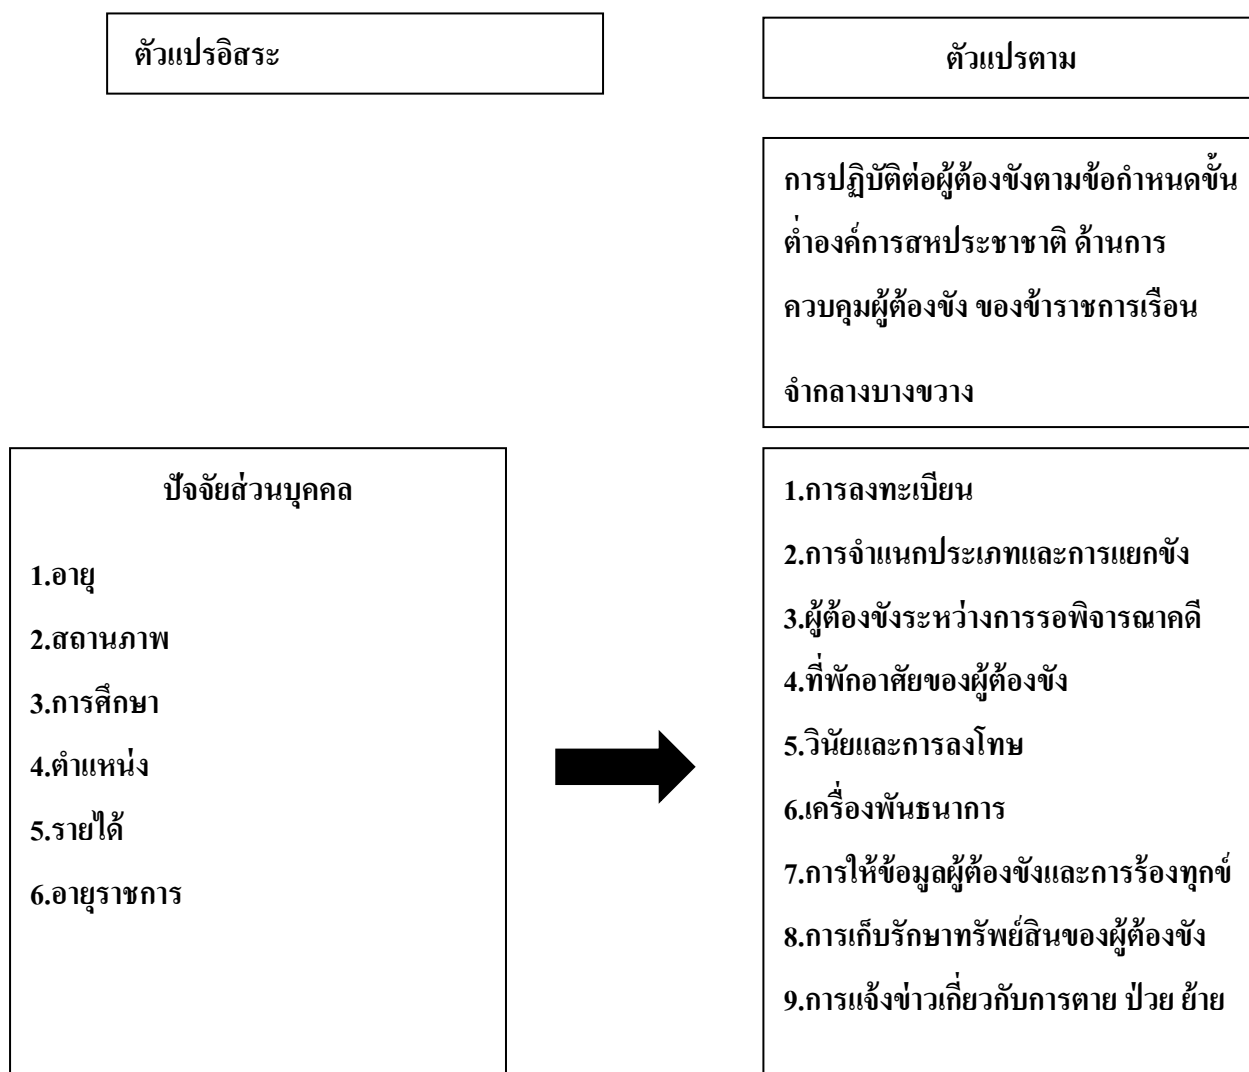 ตัวแปรอิสระ
ตัวแปรตาม
การปฏิบัติต่อผู้ต้องขังตามข้อกำหนดขั้น
ต่ำองค์การสหประชาชาติ ด้านการ
ควบคุมผู้ต้องขัง ของข้าราชการเรือน
จำกลางบางขวาง
ปัจจัยส่วนบุคคล
1.อายุ
2.สถานภาพ
3.การศึกษา
4.ตำแหน่ง
5.รายได้
6.อายุราชการ
1.การลงทะเบียน
2.การจำแนกประเภทและการแยกขัง
3.ผู้ต้องขังระหว่างการรอพิจารณาคดี
4.ที่พักอาศัยของผู้ต้องขัง
5.วินัยและการลงโทษ
6.เครื่องพันธนาการ
7.การให้ข้อมูลผู้ต้องขังและการร้องทุกข์
8.การเก็บรักษาทรัพย์สินของผู้ต้องขัง
9.การแจ้งข่าวเกี่ยวกับการตาย ป่วย ย้าย